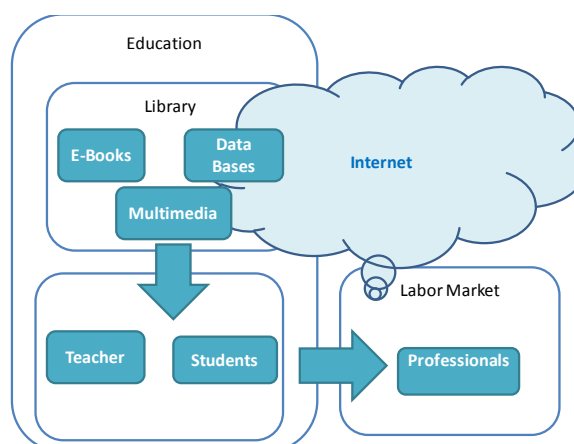 Education
Library
E-Books
Data
Bases
Multimedia
Internet
Labor Market
Teacher
Students
Professionals